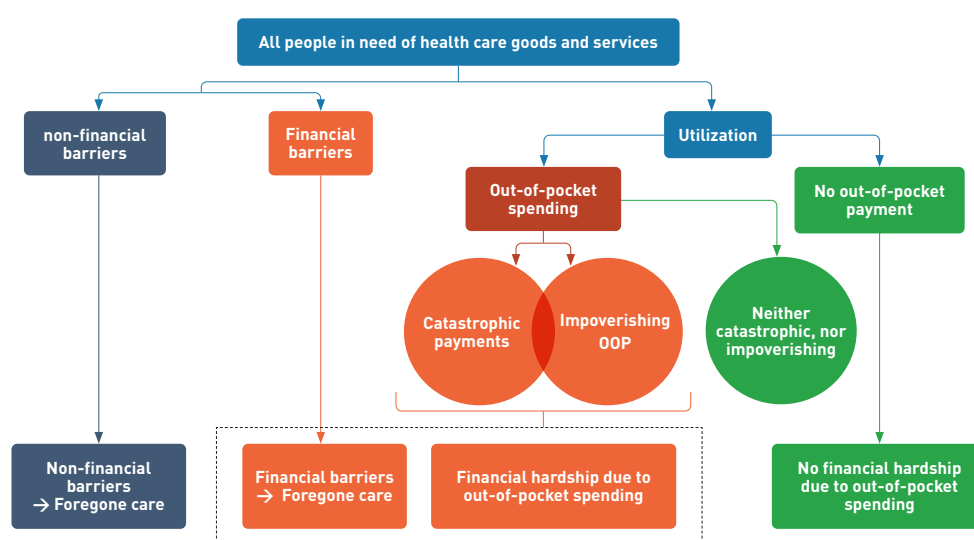 All people in need of health care goods and services
non-financial
barriers
Financial
barriers
Utilization
Out-of-pocket
spending
No out-of-pocket
payment
Catastrophic
payments
Impoverishing
OOP
Neither
catastrophic, nor
impoverishing
Non-financial
barriers
→ Foregone care
Financial barriers
→ Foregone care
Financial hardship due to
out-of-pocket spending
No financial hardship
due to out-of-pocket
spending